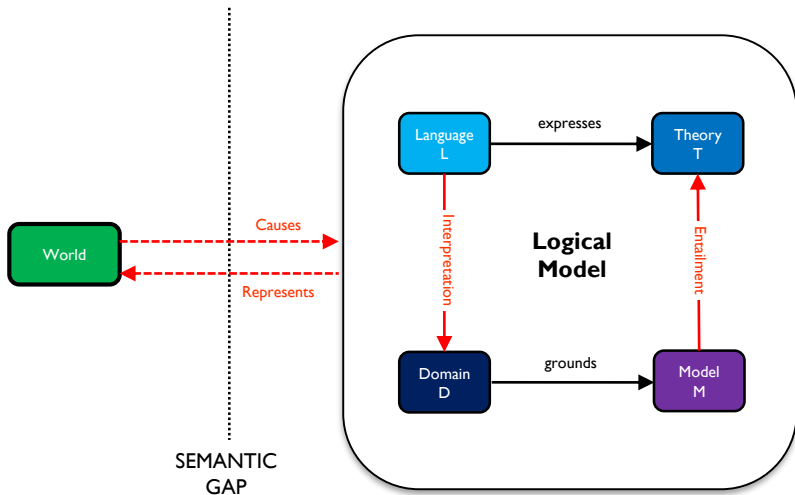 Language
L
expresses
Theory
T
Causes
Interpretation
Entailment
Logical
Model
World
Represents
Domain
D
grounds
Model
M
SEMANTIC
GAP